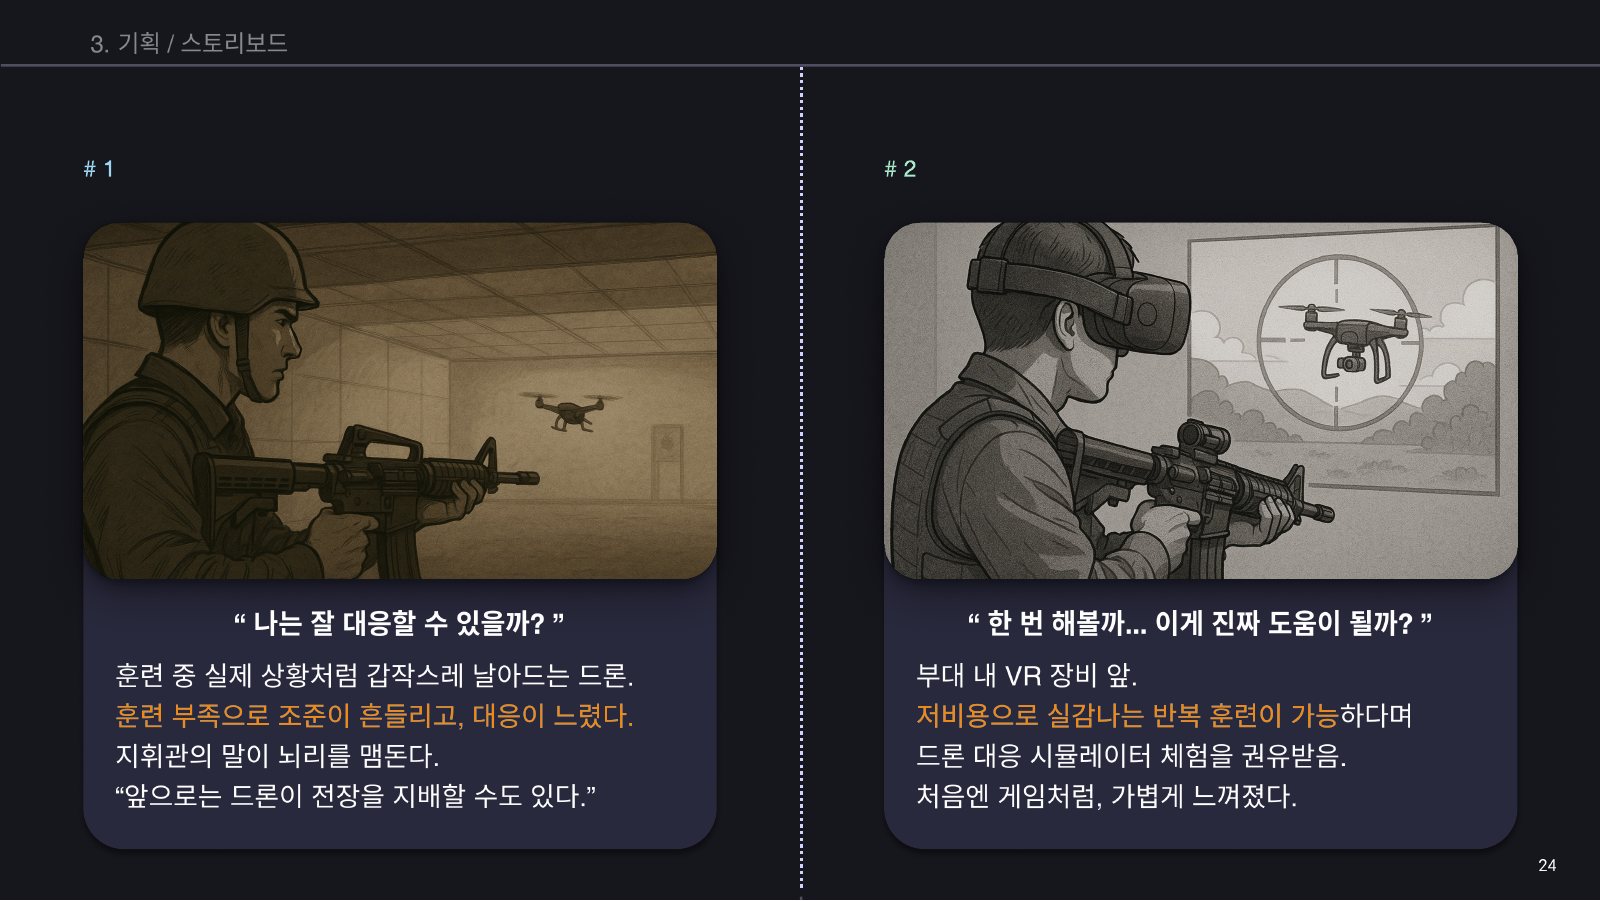 3. 기획 / 스토리보드
# 1
“ 나는 잘 대응할 수 있을까? ”
훈련 중 실제 상황처럼 갑작스레 날아드는 드론.
훈련 부족으로 조준이 흔들리고, 대응이 느렸다.
지휘관의 말이 뇌리를 맴돈다.
“앞으로는 드론이 전장을 지배할 수도 있다.”
# 2
“ 한 번 해볼까... 이게 진짜 도움이 될까? ”
부대 내 VR 장비 앞.
저비용으로 실감나는 반복 훈련이 가능하다며
드론 대응 시뮬레이터 체험을 권유받음.
처음엔 게임처럼, 가볍게 느껴졌다.
24